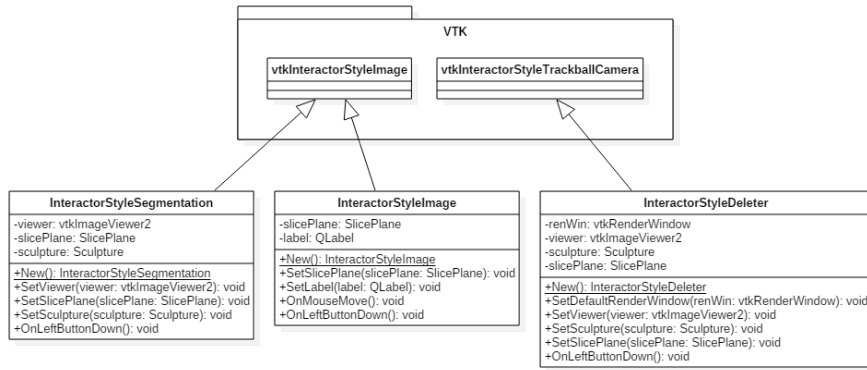 VTK
vtkInteractorStyleImage
vtkInteractorStyleTrackballCamera
InteractorStyleSegmentation
-viewer: vtkImageViewer2
-slicePlane: SlicePlane
-sculpture: Sculpture
+New(): InteractorStyleSegmentation
+SetViewer(viewer: vtkImageViewer2): void
+SetSlicePlane(slicePlane: SlicePlane): void
+SetSculpture(sculpture: Sculpture): void
+OnLeftButtonDown(): void
InteractorStyleImage
-slicePlane: SlicePlane
-label: QLabel
+New(): InteractorStyleImage
+SetSlicePlane(slicePlane: SlicePlane): void
+SetLabel(label: QLabel): void
+OnMouseMove(): void
+OnLeftButtonDown(): void
InteractorStyleDeleter
-renWin: vtkRenderWindow
-viewer: vtkImageViewer2
-sculpture: Sculpture
-slicePlane: SlicePlane
+New(): InteractorStyleDeleter
+SetDefaultRenderWindow(renWin: vtkRenderWindow): void
+SetViewer(viewer: vtkImageViewer2): void
+SetSculpture(sculpture: Sculpture): void
+SetSlicePlane(slicePlane: SlicePlane): void
+OnLeftButtonDown(): void